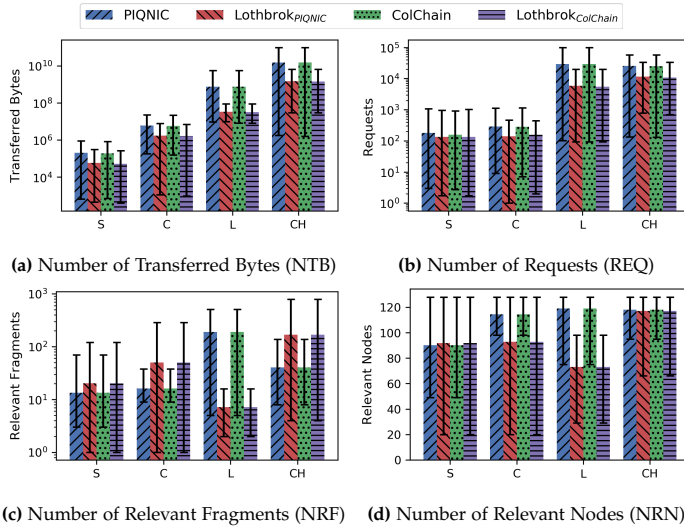 PIQNIC Lothbrok_PIQNIC ColChain Lothbrok_ColChain
Transferred Bytes
10^10
10^8
10^6
10^4
S C L CH
(a) Number of Transferred Bytes (NTB)
Requests
10^5
10^4
10^3
10^2
10^1
10^0
S C L CH
(b) Number of Requests (REQ)
Relevant Fragments
10^3
10^2
10^1
10^0
S C L CH
(c) Number of Relevant Fragments (NRF)
Relevant Nodes
120
100
80
60
40
20
0
S C L CH
(d) Number of Relevant Nodes (NRN)